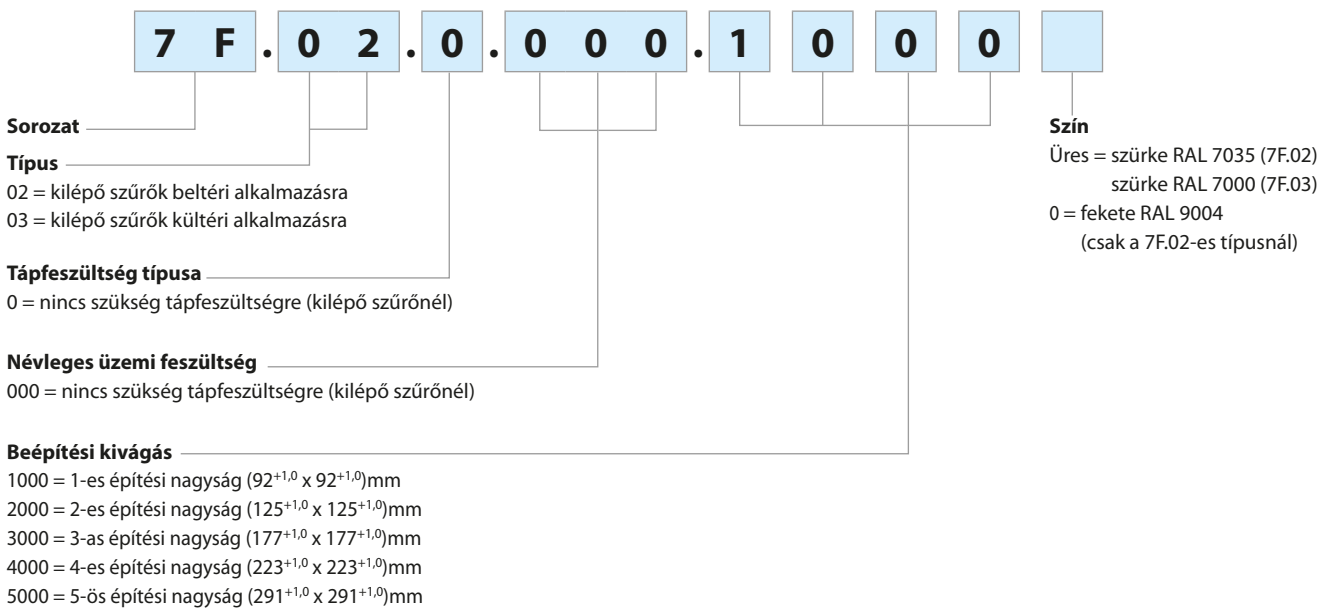 7 F . 0 2 . 0 . 0 0 0 . 1 0 0 0
Sorozat
Típus
02 = kilépő szűrők beltéri alkalmazásra
03 = kilépő szűrők kültéri alkalmazásra
Tápfeszültség típusa
0 = nincs szükség tápfeszültségre (kilépő szűrőnél)
Névleges üzemi feszültség
000 = nincs szükség tápfeszültségre (kilépő szűrőnél)
Beépítési kivágás
1000 = 1-es építési nagyság (92+1,0 x 92+1,0)mm
2000 = 2-es építési nagyság (125+1,0 x 125+1,0)mm
3000 = 3-as építési nagyság (177+1,0 x 177+1,0)mm
4000 = 4-es építési nagyság (223+1,0 x 223+1,0)mm
5000 = 5-ös építési nagyság (291+1,0 x 291+1,0)mm
Szín
Üres = szürke RAL 7035 (7F.02)
szürke RAL 7000 (7F.03)
0 = fekete RAL 9004
(csak a 7F.02-es típusnál)